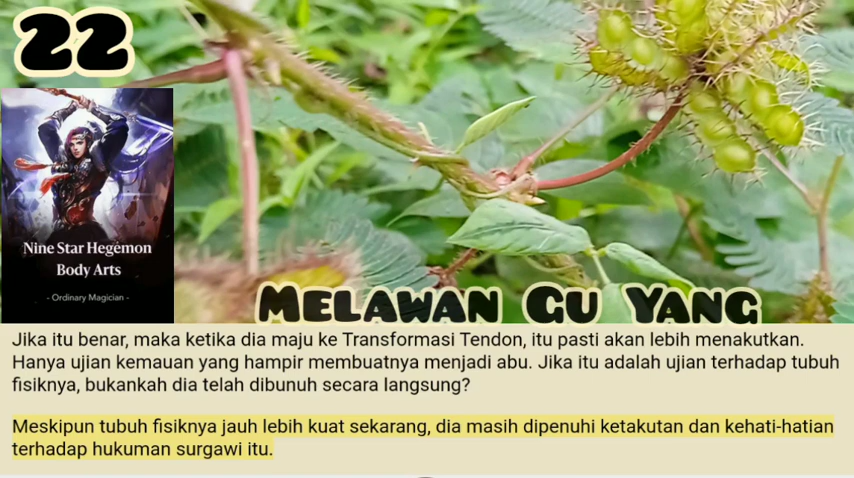 22
Nine Star Hegemon
Body Arts
- Ordinary Magician -
MELAWAN GU YANG
Jika itu benar, maka ketika dia maju ke Transformasi Tendon, itu pasti akan lebih menakutkan.
Hanya ujian kemauan yang hampir membuatnya menjadi abu. Jika itu adalah ujian terhadap tubuh
fisiknya, bukankah dia telah dibunuh secara langsung?
Meskipun tubuh fisiknya jauh lebih kuat sekarang, dia masih dipenuhi ketakutan dan kehati-hatian
terhadap hukuman surgawi itu.